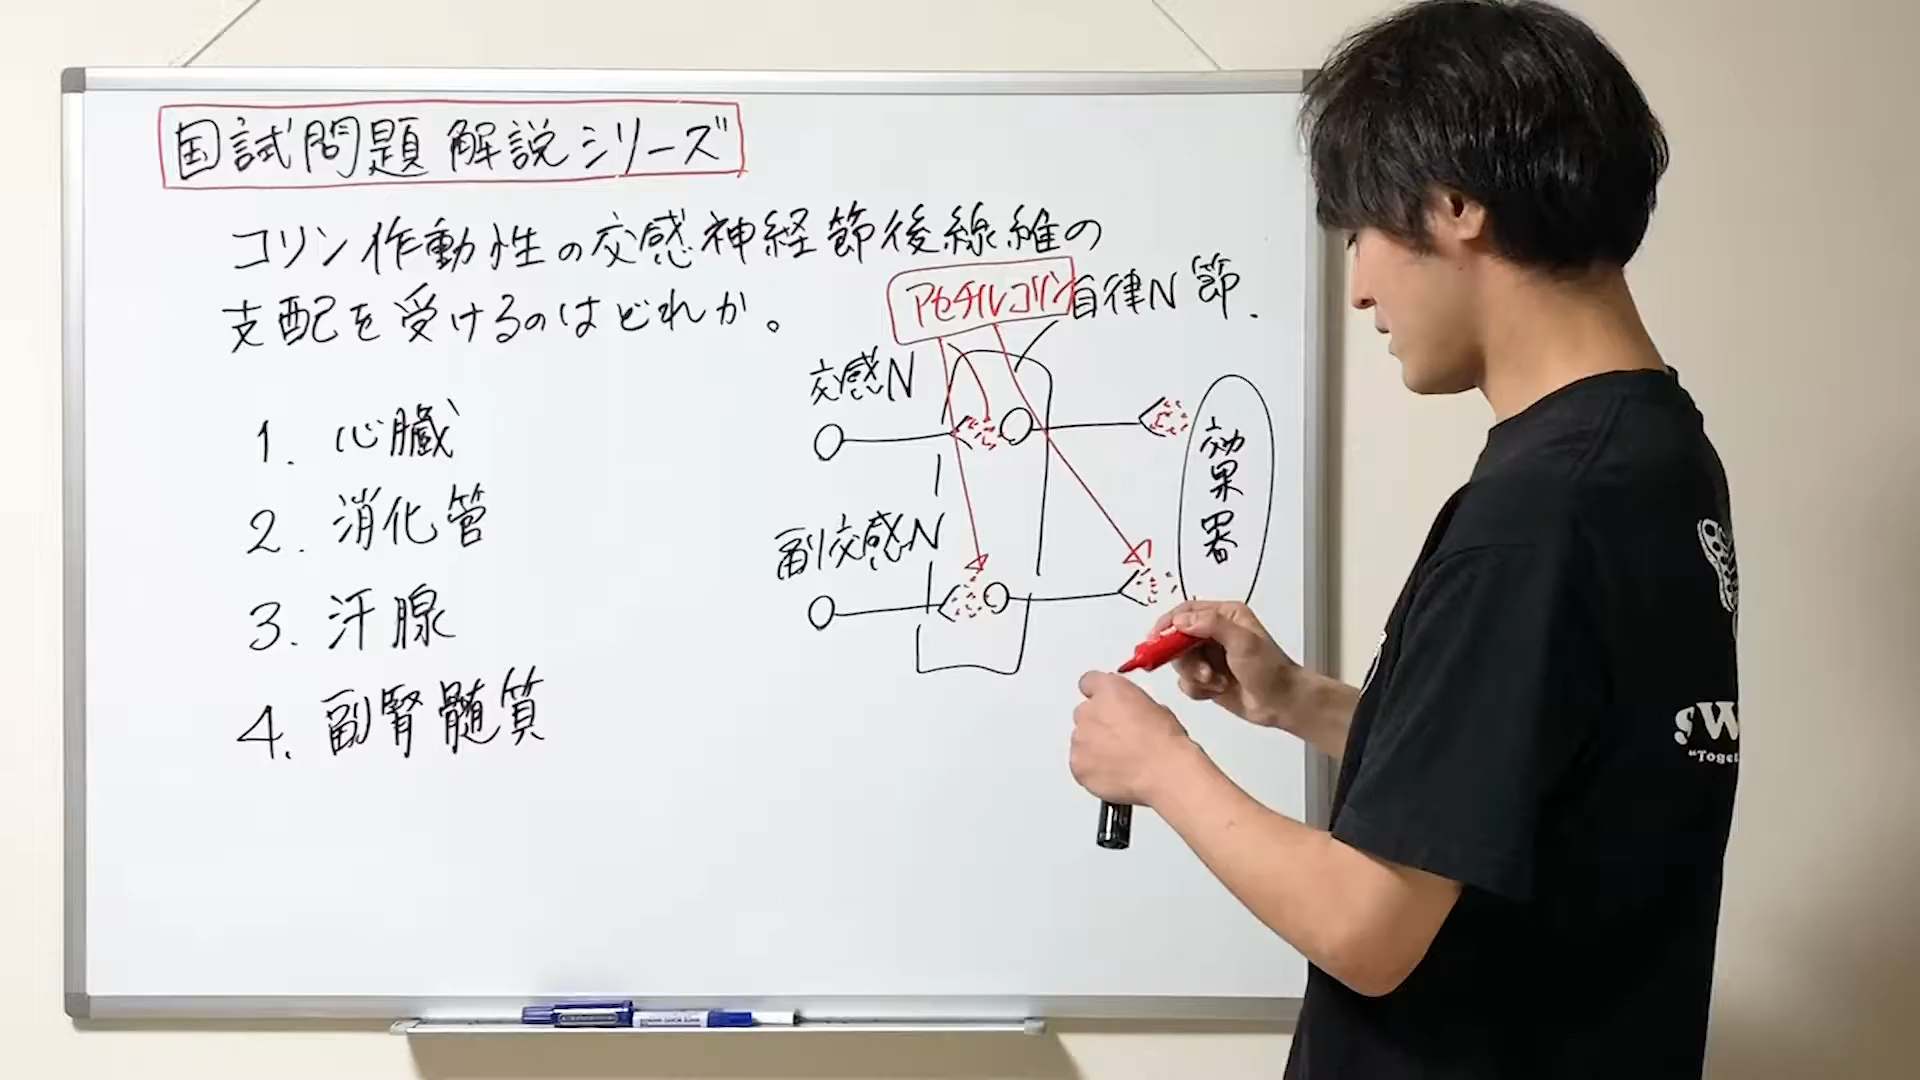 国試問題解説シリーズ
コリン作動性の交感神経節後線維の
支配を受けるのはどれか。
1. 心臓
2. 消化管
3. 汗腺
4. 副腎髄質
アセチルコリン
自律N節.
交感N
副交感N
効果器
SW
"Toge